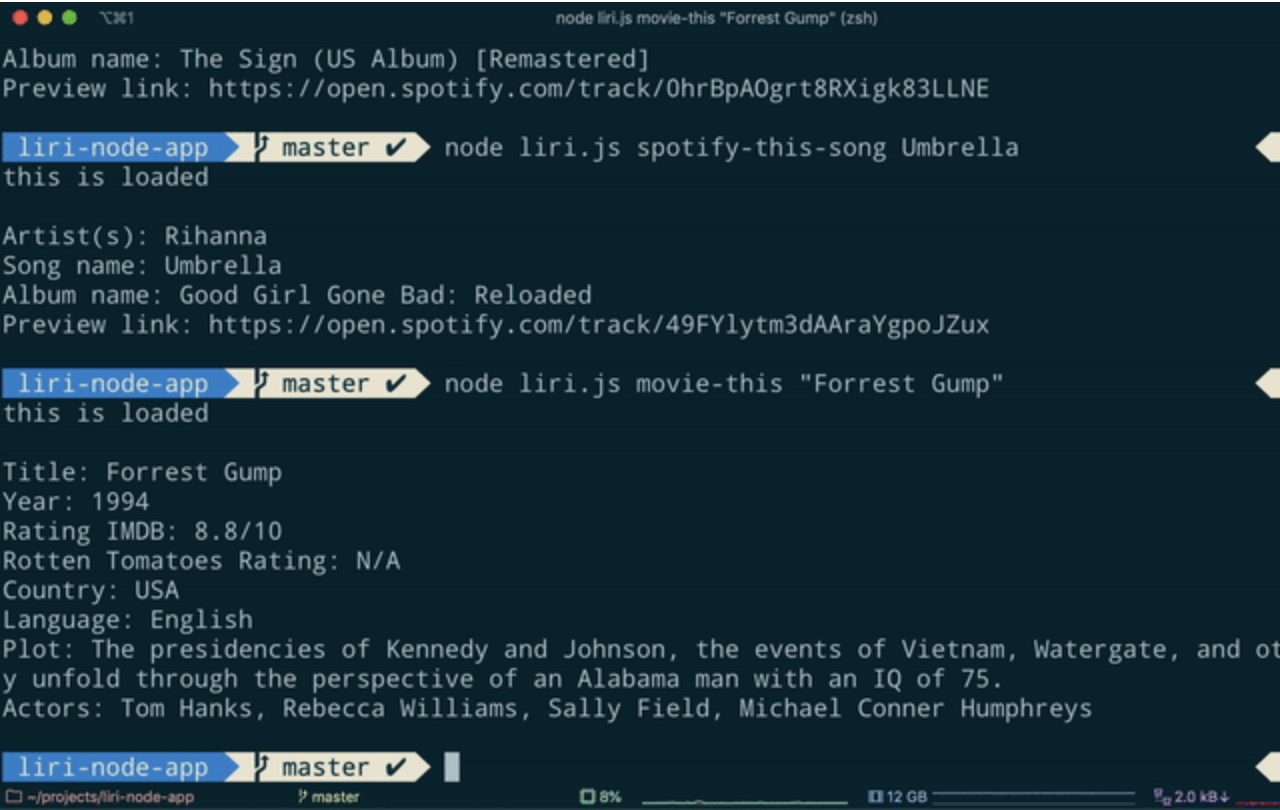 ⌥⌘1
node liri.js movie-this "Forrest Gump" (zsh)
Album name: The Sign (US Album) [Remastered]
Preview link: https://open.spotify.com/track/0hrBpAOgrt8RXigk83LLNE
liri-node-app master ✔ node liri.js spotify-this-song Umbrella
this is loaded
Artist(s): Rihanna
Song name: Umbrella
Album name: Good Girl Gone Bad: Reloaded
Preview link: https://open.spotify.com/track/49FYlytm3dAAraYgpoJZux
liri-node-app master ✔ node liri.js movie-this "Forrest Gump"
this is loaded
Title: Forrest Gump
Year: 1994
Rating IMDB: 8.8/10
Rotten Tomatoes Rating: N/A
Country: USA
Language: English
Plot: The presidencies of Kennedy and Johnson, the events of Vietnam, Watergate, and ot
y unfold through the perspective of an Alabama man with an IQ of 75.
Actors: Tom Hanks, Rebecca Williams, Sally Field, Michael Conner Humphreys
liri-node-app master ✔
~/projects/liri-node-app master 8% 12 GB 2.0 kB↓